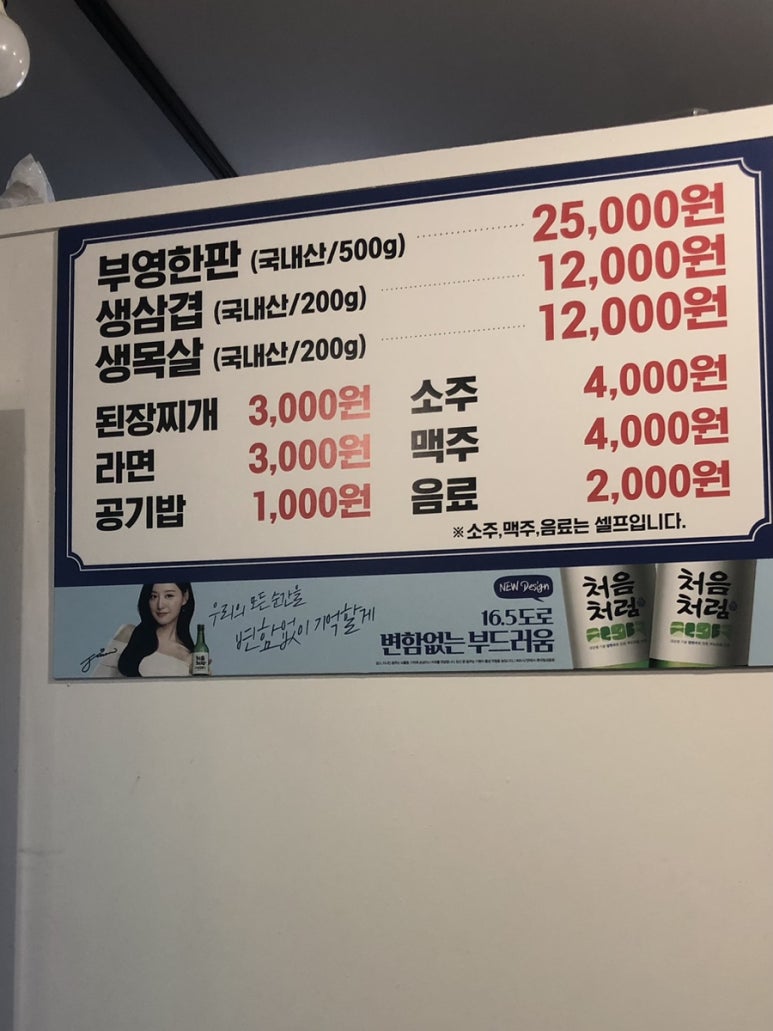 부영한판 (국내산/500g) 25,000원
생삼겹 (국내산/200g) 12,000원
생목살 (국내산/200g) 12,000원
된장찌개 3,000원 소주 4,000원
라면 3,000원 맥주 4,000원
공기밥 1,000원 음료 2,000원
※소주,맥주,음료는 셀프입니다.
우리의 모든 순간을
변함없이 기억할게
NEW Design
16.5도로
변함없는 부드러움
처음
처럼
처음
처럼